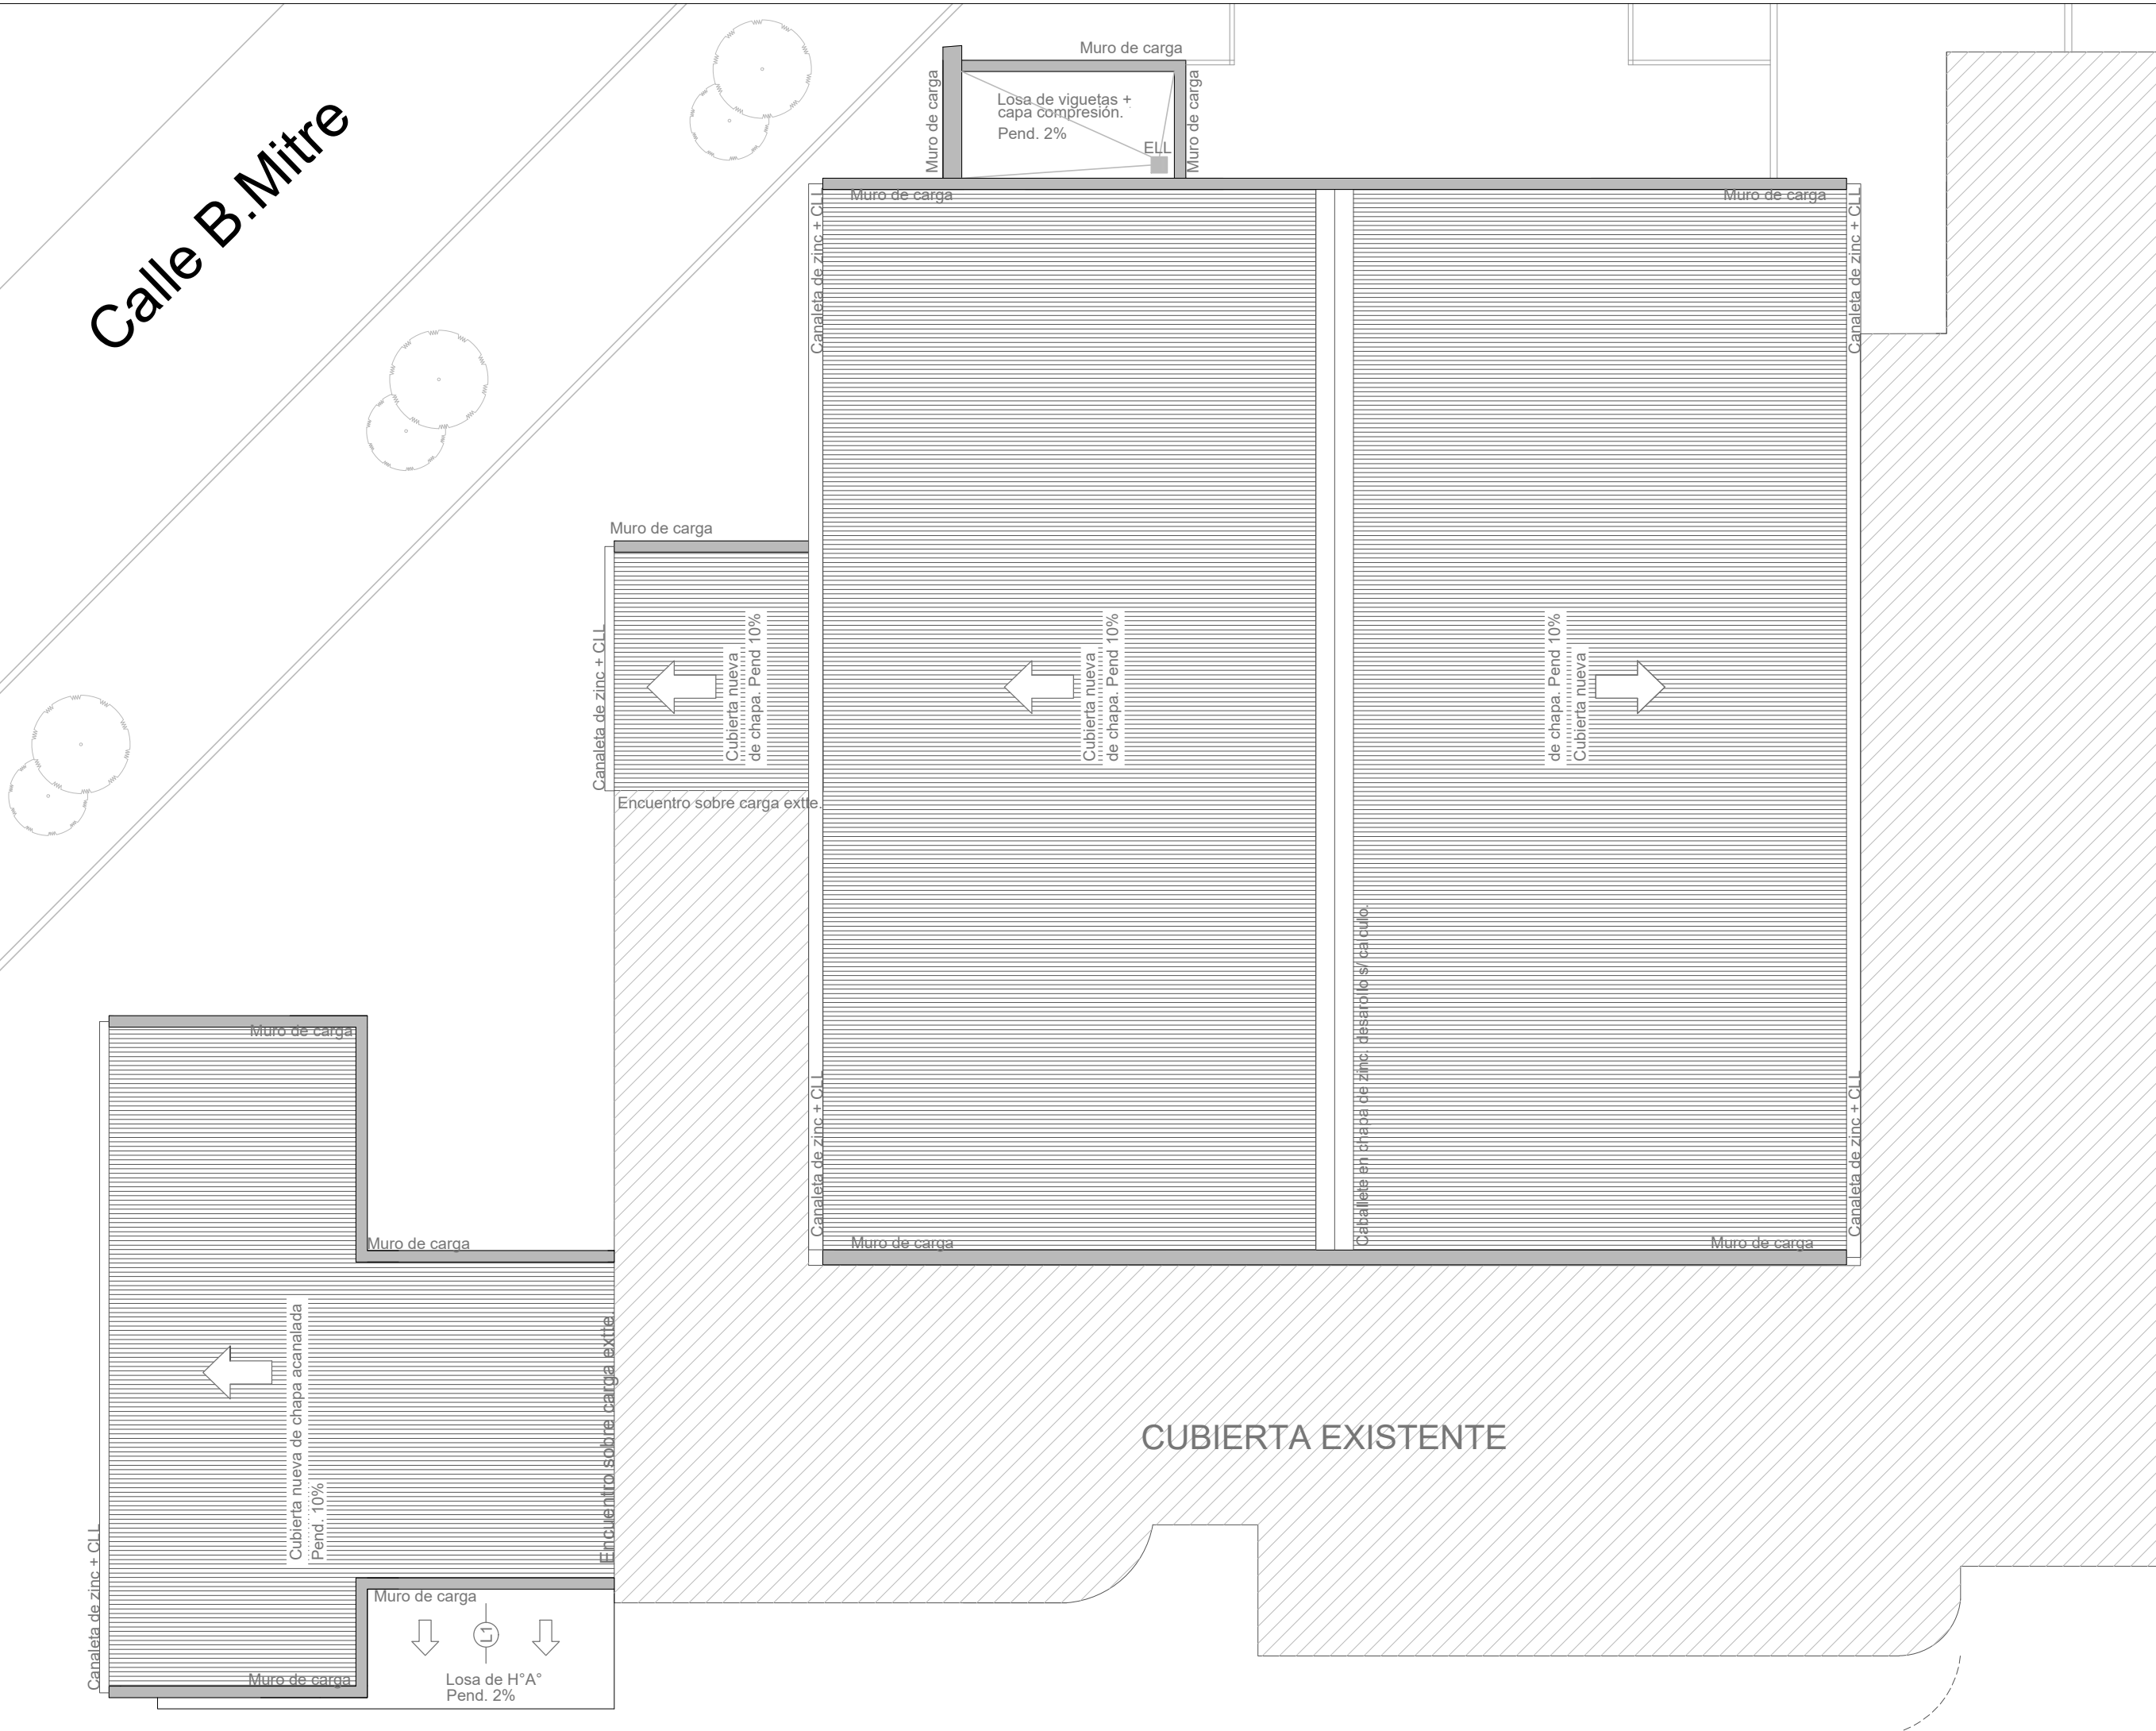 Calle B.Mitre
Muro de carga
Muro de carga
Losa de viguetas +
capa compresión.
Pend. 2%
ELL
Muro de carga
Muro de carga
Muro de carga
Canaleta de zinc + CLL
Canaleta de zinc + CLL
Muro de carga
Canaleta de zinc + CLL
Cubierta nueva
de chapa. Pend 10%
Cubierta nueva
de chapa. Pend 10%
de chapa. Pend 10%
Cubierta nueva
Encuentro sobre carga extte.
Caballete en chapa de zinc. desarollo s/ calculo.
Muro de carga
Canaleta de zinc + CLL
Canaleta de zinc + CLL
Muro de carga
Muro de carga
Muro de carga
Cubierta nueva de chapa acanalada
Pend. 10%
Encuentro sobre carga extte.
CUBIERTA EXISTENTE
Canaleta de zinc + CLL
Muro de carga
L1
Muro de carga
Losa de H°A°
Pend. 2%